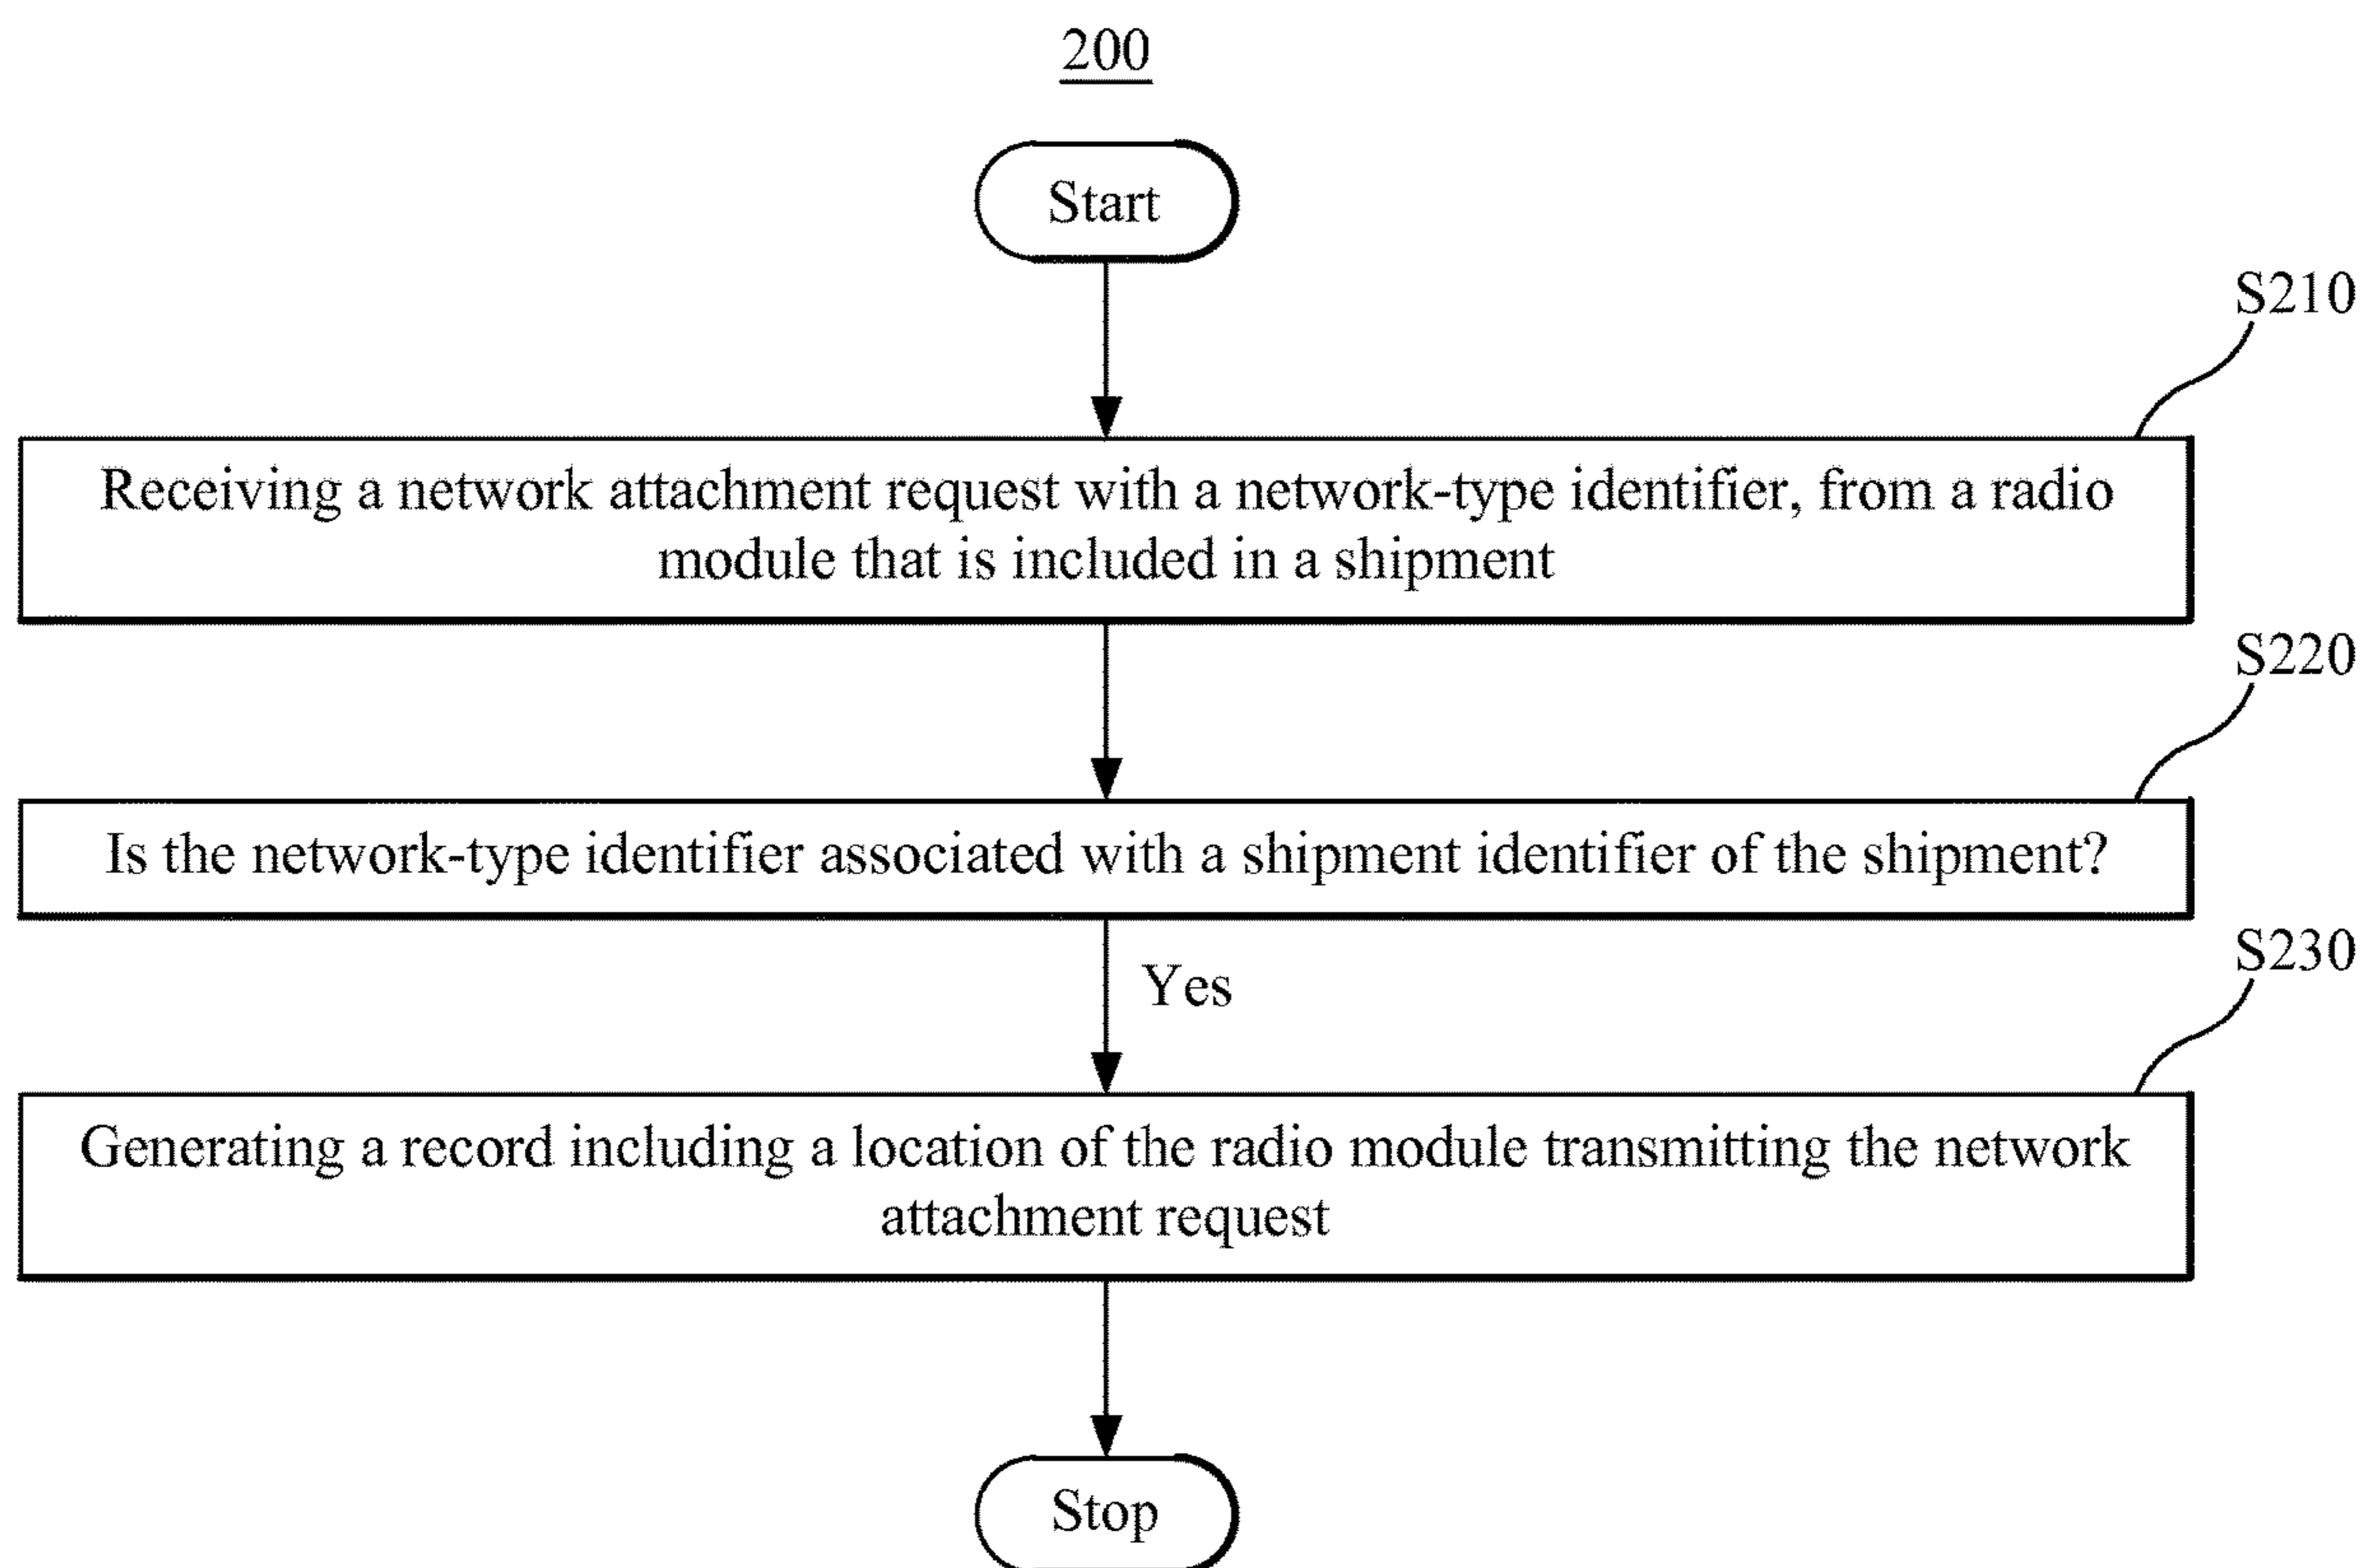 200
Start
S210
Receiving a network attachment request with a network-type identifier, from a radio
module that is included in a shipment
S220
Is the network-type identifier associated with a shipment identifier of the shipment?
Yes
S230
Generating a record including a location of the radio module transmitting the network
attachment request
Stop